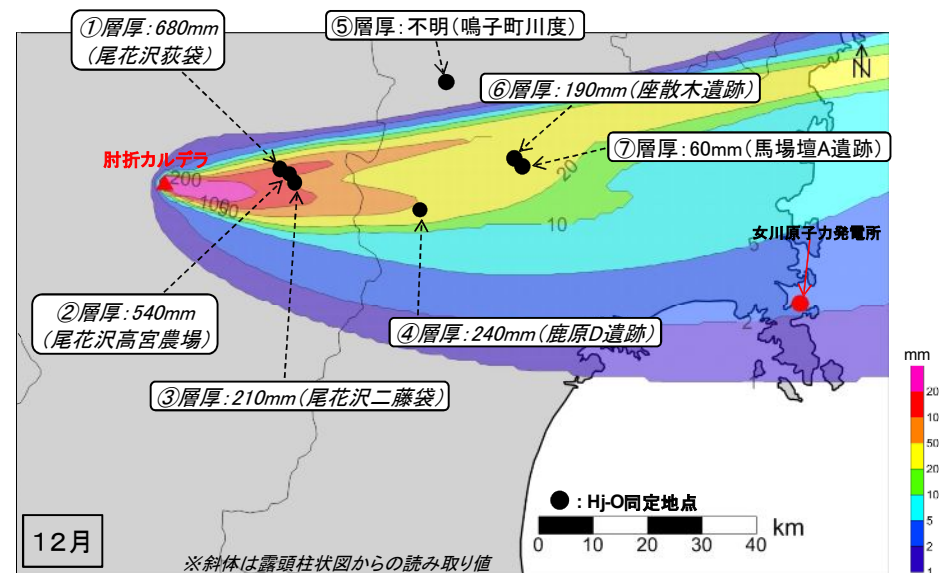 ①層厚：680mm
(尾花沢荻袋)
⑤層厚：不明(鳴子町川度)
N
⑥層厚：190mm(座散木遺跡)
⑦層厚：60mm(馬場壇A遺跡)
肘折カルデラ
200
100
50
20
10
5
2
1
女川原子力発電所
②層厚：540mm
(尾花沢高宮農場)
④層厚：240mm(鹿原D遺跡)
③層厚：210mm(尾花沢二藤袋)
mm
20
10
50
20
10
5
2
1
●：Hj-O同定地点
km
0 10 20 30 40
12月
※斜体は露頭柱状図からの読み取り値